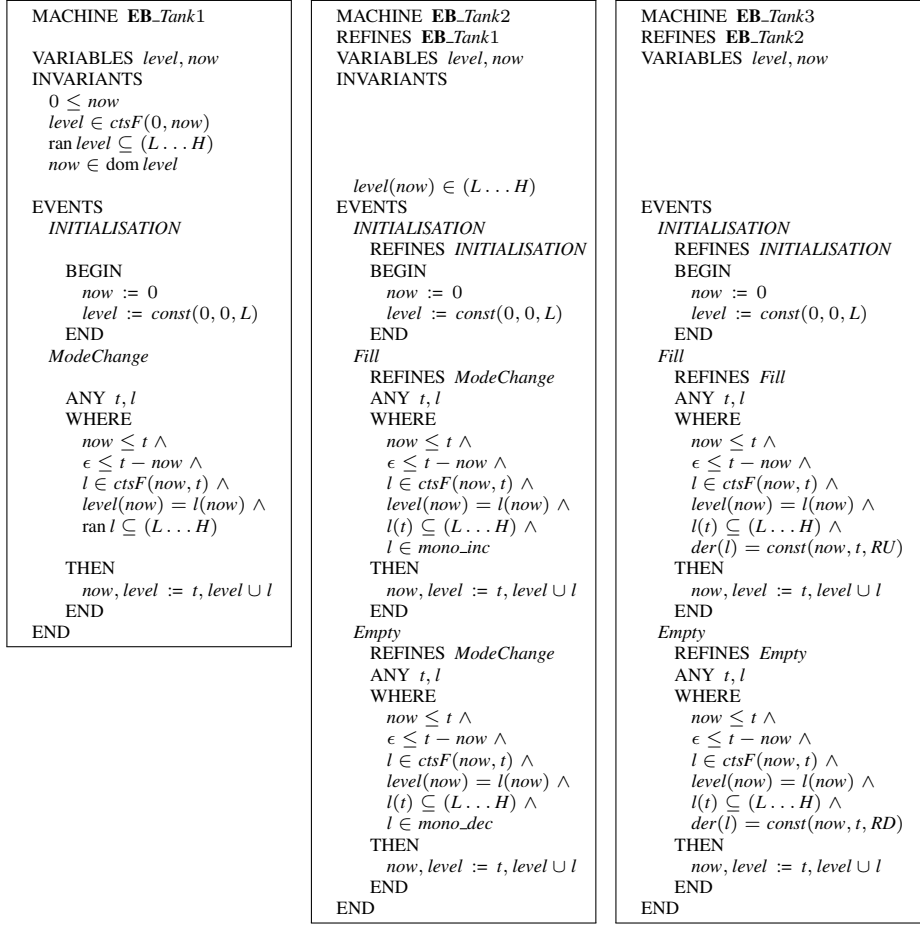 MACHINE EB_Tank1
VARIABLES level, now
INVARIANTS
0 ≤ now
level ∈ ctsF(0, now)
ran level ⊆ (L . . . H)
now ∈ dom level
EVENTS
INITIALISATION
BEGIN
now := 0
level := const(0, 0, L)
END
ModeChange
ANY t, l
WHERE
now ≤ t ∧
ϵ ≤ t − now ∧
l ∈ ctsF(now, t) ∧
level(now) = l(now) ∧
ran l ⊆ (L . . . H)
THEN
now, level := t, level ∪ l
END
END
MACHINE EB_Tank2
REFINES EB_Tank1
VARIABLES level, now
INVARIANTS
level(now) ∈ (L . . . H)
EVENTS
INITIALISATION
REFINES INITIALISATION
BEGIN
now := 0
level := const(0, 0, L)
END
Fill
REFINES ModeChange
ANY t, l
WHERE
now ≤ t ∧
ϵ ≤ t − now ∧
l ∈ ctsF(now, t) ∧
level(now) = l(now) ∧
l(t) ⊆ (L . . . H) ∧
l ∈ mono_inc
THEN
now, level := t, level ∪ l
END
Empty
REFINES ModeChange
ANY t, l
WHERE
now ≤ t ∧
ϵ ≤ t − now ∧
l ∈ ctsF(now, t) ∧
level(now) = l(now) ∧
l(t) ⊆ (L . . . H) ∧
l ∈ mono_dec
THEN
now, level := t, level ∪ l
END
END
MACHINE EB_Tank3
REFINES EB_Tank2
VARIABLES level, now
EVENTS
INITIALISATION
REFINES INITIALISATION
BEGIN
now := 0
level := const(0, 0, L)
END
Fill
REFINES Fill
ANY t, l
WHERE
now ≤ t ∧
ϵ ≤ t − now ∧
l ∈ ctsF(now, t) ∧
level(now) = l(now) ∧
l(t) ⊆ (L . . . H) ∧
der(l) = const(now, t, RU)
THEN
now, level := t, level ∪ l
END
Empty
REFINES Empty
ANY t, l
WHERE
now ≤ t ∧
ϵ ≤ t − now ∧
l ∈ ctsF(now, t) ∧
level(now) = l(now) ∧
l(t) ⊆ (L . . . H) ∧
der(l) = const(now, t, RD)
THEN
now, level := t, level ∪ l
END
END